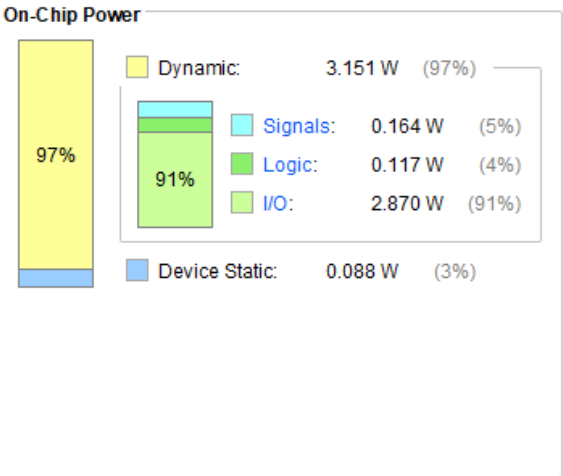 On-Chip Power
Dynamic: 3.151 W (97%)
97%
91%
Signals: 0.164 W (5%)
Logic: 0.117 W (4%)
I/O: 2.870 W (91%)
Device Static: 0.088 W (3%)